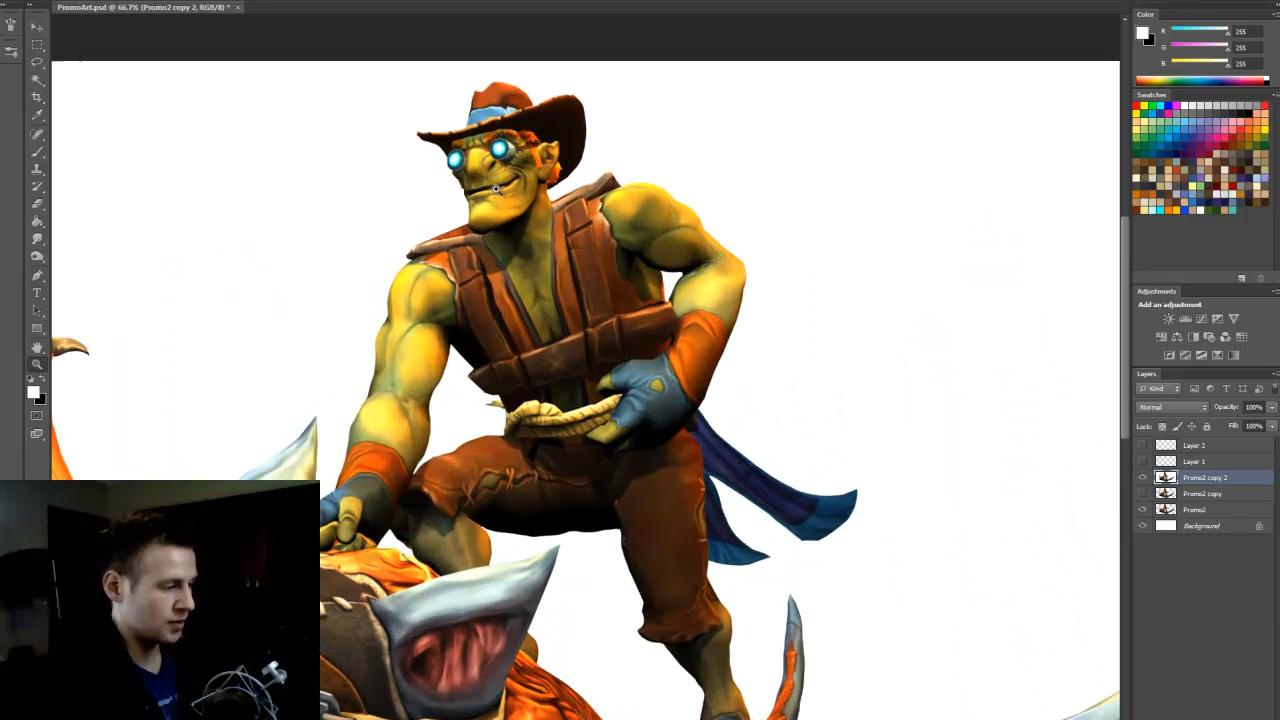 PromoArt.psd @ 66.7% (Promo2 copy 2, RGB/8) * ×
Color
R 255
G 255
B 255
Swatches
Adjustments
Add an adjustment
Layers
Kind
Normal Opacity: 100%
Lock: Fill: 100%
Layer 2
Layer 1
Promo2 copy 2
Promo2 copy
Promo2
Background
T